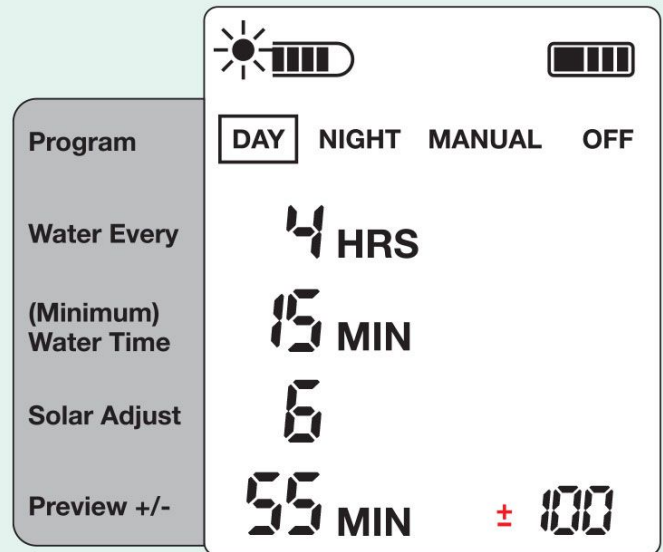 Program DAY NIGHT MANUAL OFF
Water Every 4 HRS
(Minimum)
Water Time 15 MIN
Solar Adjust 6
Preview +/- 55 MIN ± 100